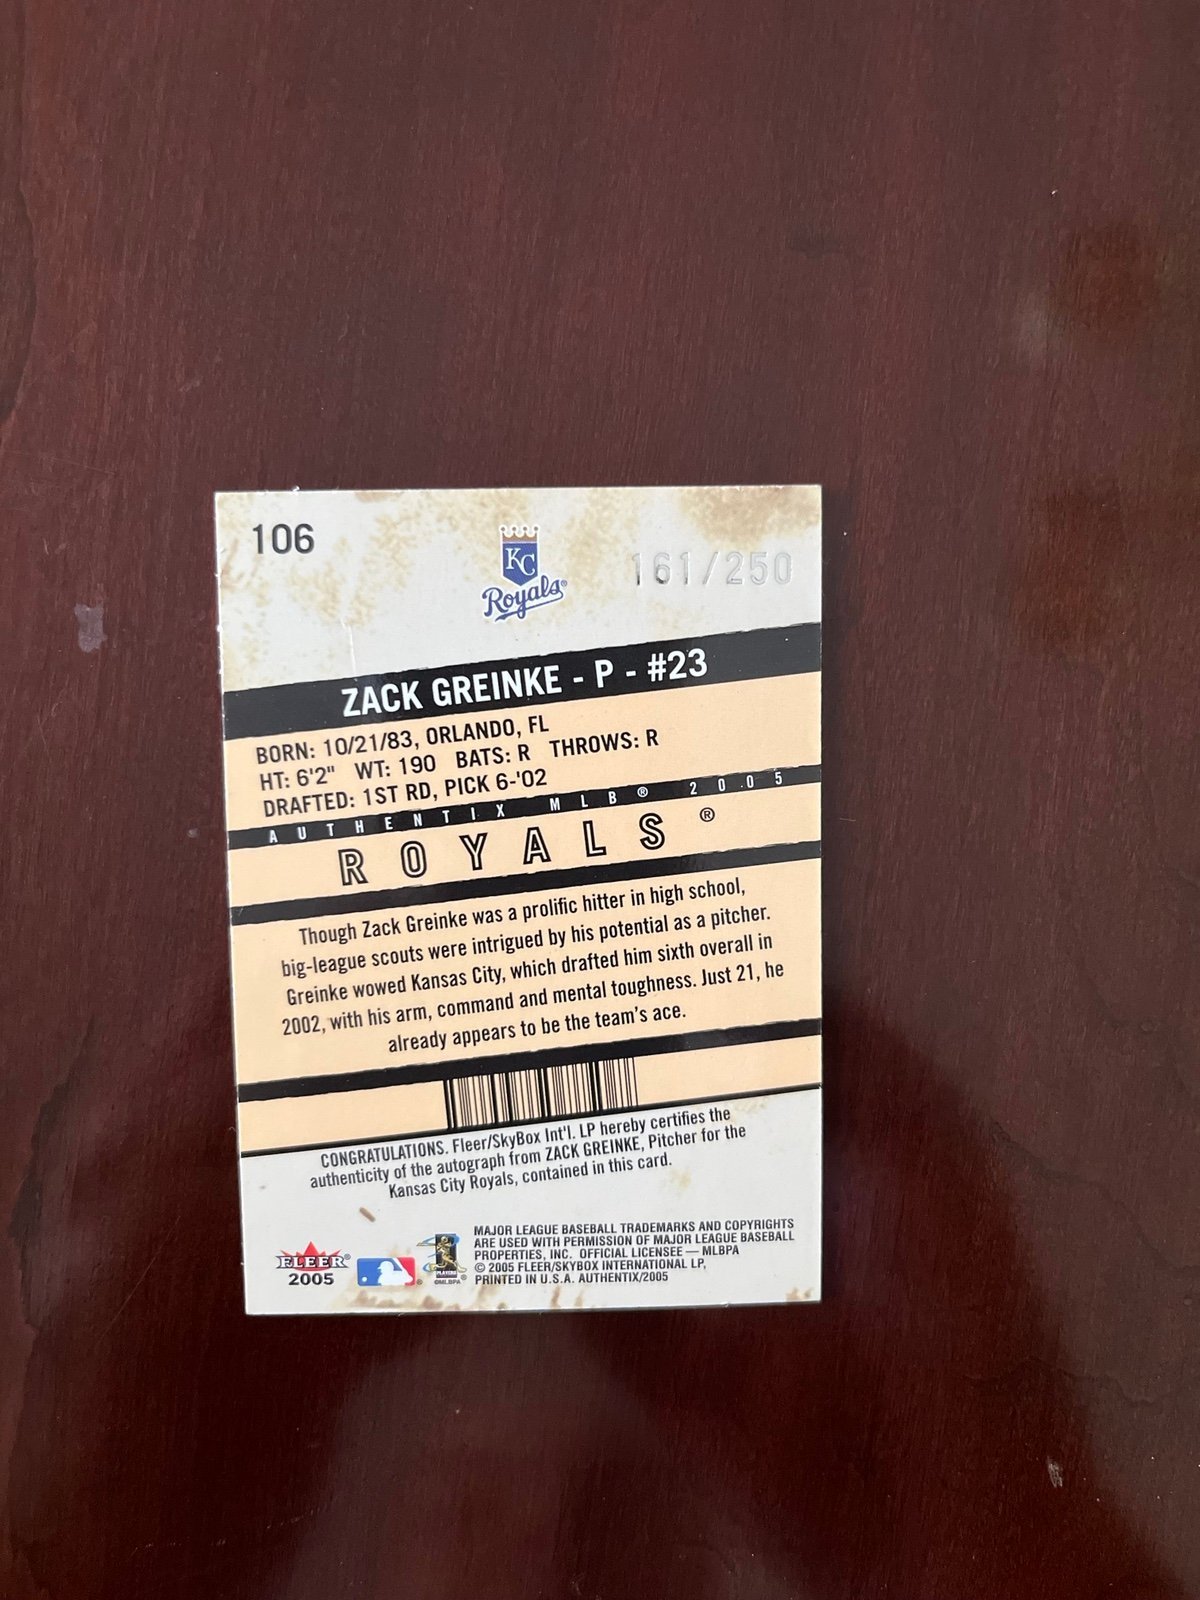 106
KC
Royals®
161/250
ZACK GREINKE - P - #23
BORN: 10/21/83, ORLANDO, FL
HT: 6'2" WT: 190 BATS: R THROWS: R
DRAFTED: 1ST RD, PICK 6-'02
AUTHENTIX MLB® 2005
ROYALS®
Though Zack Greinke was a prolific hitter in high school,
big-league scouts were intrigued by his potential as a pitcher.
Greinke wowed Kansas City, which drafted him sixth overall in
2002, with his arm, command and mental toughness. Just 21, he
already appears to be the team's ace.
CONGRATULATIONS. Fleer/SkyBox Int'l. LP hereby certifies the
authenticity of the autograph from ZACK GREINKE, Pitcher for the
Kansas City Royals, contained in this card.
FLEER®
2005
®
PLAYERS
©MLBPA
MAJOR LEAGUE BASEBALL TRADEMARKS AND COPYRIGHTS
ARE USED WITH PERMISSION OF MAJOR LEAGUE BASEBALL
PROPERTIES, INC. OFFICIAL LICENSEE — MLBPA
© 2005 FLEER/SKYBOX INTERNATIONAL LP,
PRINTED IN U.S.A. AUTHENTIX/2005